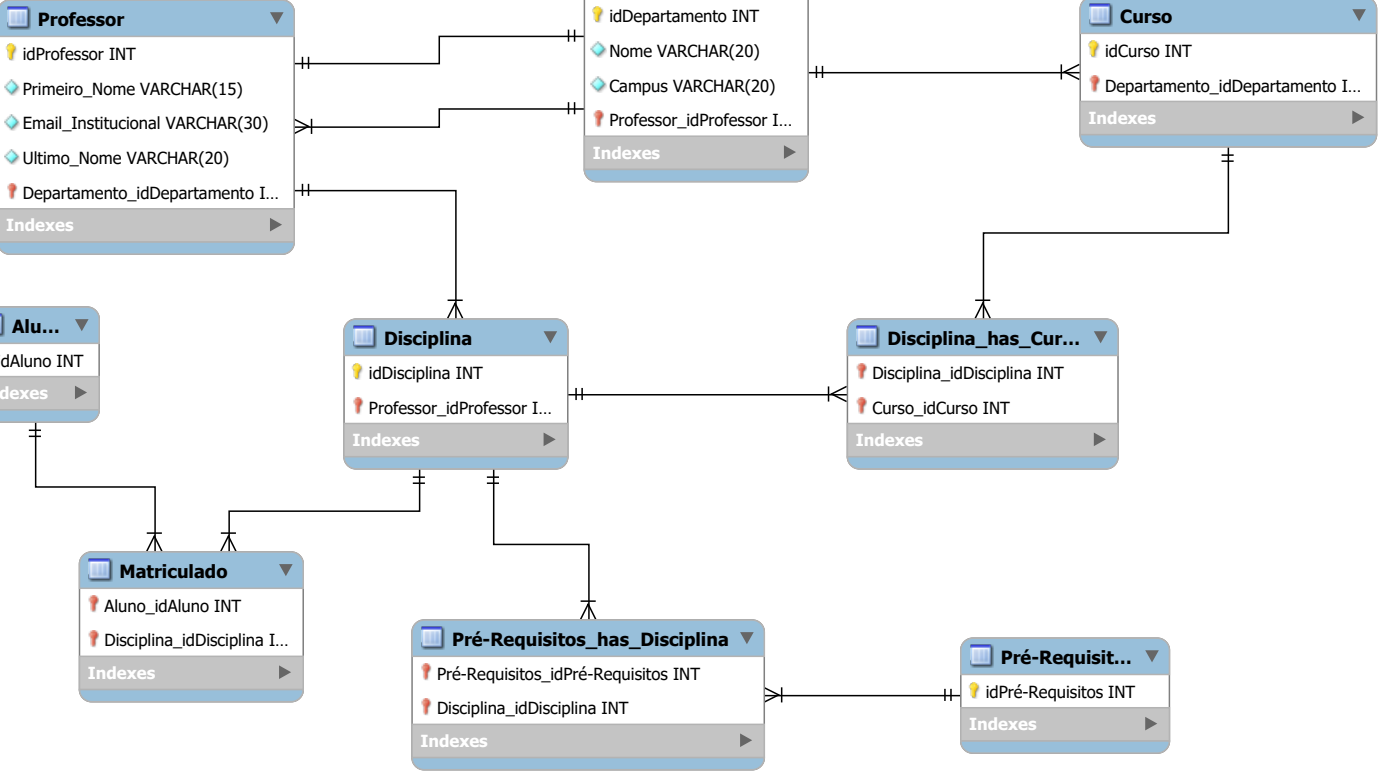 Professor
idProfessor INT
Primeiro_Nome VARCHAR(15)
Email_Institucional VARCHAR(30)
Ultimo_Nome VARCHAR(20)
Departamento_idDepartamento I...
Indexes
idDepartamento INT
Nome VARCHAR(20)
Campus VARCHAR(20)
Professor_idProfessor I...
Indexes
Curso
idCurso INT
Departamento_idDepartamento I...
Indexes
Alu...
dAluno INT
dexes
Disciplina
idDisciplina INT
Professor_idProfessor I...
Indexes
Disciplina_has_Cur...
Disciplina_idDisciplina INT
Curso_idCurso INT
Indexes
Matriculado
Aluno_idAluno INT
Disciplina_idDisciplina I...
Indexes
Pré-Requisitos_has_Disciplina
Pré-Requisitos_idPré-Requisitos INT
Disciplina_idDisciplina INT
Indexes
Pré-Requisit...
idPré-Requisitos INT
Indexes